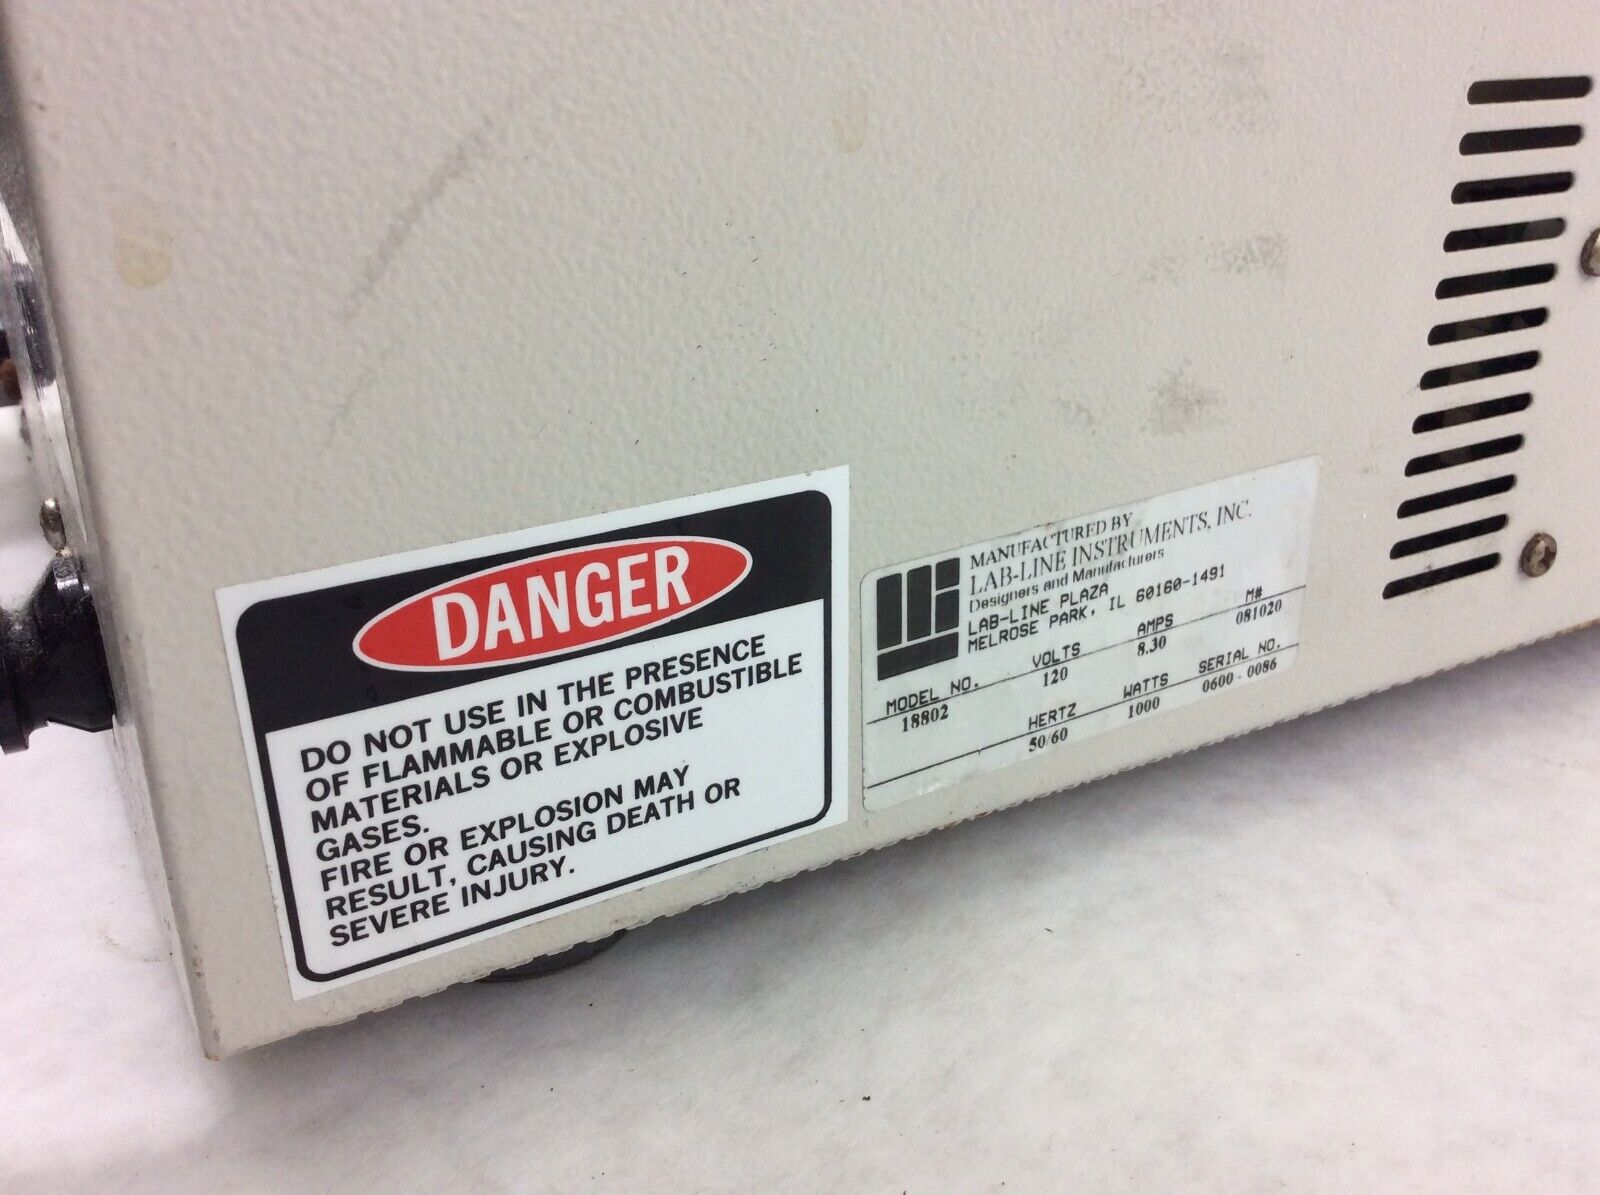 DANGER
DO NOT USE IN THE PRESENCE
OF FLAMMABLE OR COMBUSTIBLE
MATERIALS OR EXPLOSIVE
GASES.
FIRE OR EXPLOSION MAY
RESULT, CAUSING DEATH OR
SEVERE INJURY.
MANUFACTURED BY
LAB-LINE INSTRUMENTS, INC.
Designers and Manufacturers
LAB-LINE PLAZA
MELROSE PARK, IL 60160-1491
MODEL NO. VOLTS AMPS M#
18802 120 8.30 081020
HERTZ WATTS SERIAL NO.
50/60 1000 0600-0086